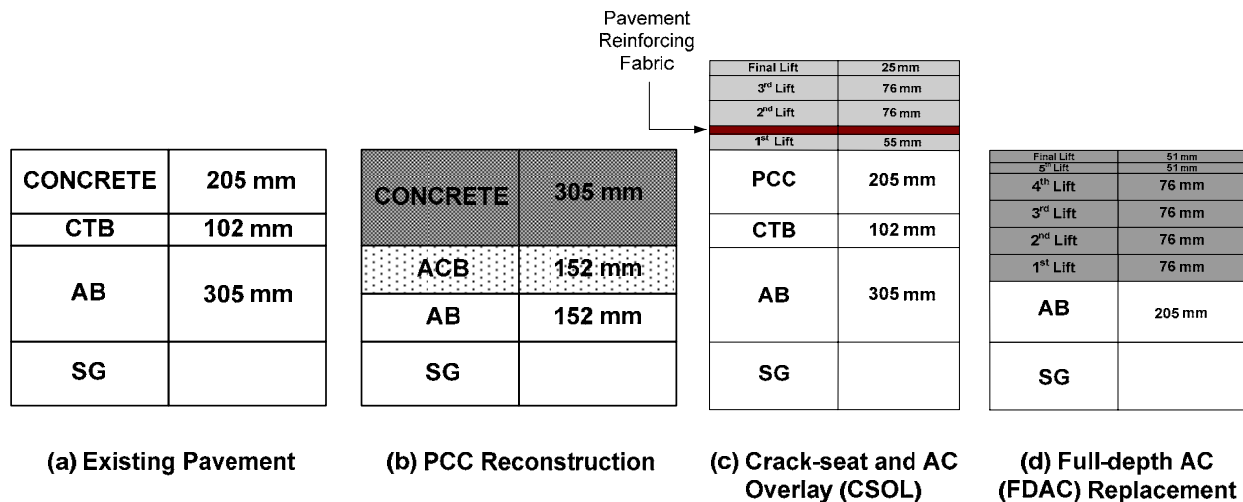 Pavement
Reinforcing
Fabric
CONCRETE 205 mm
CTB 102 mm
AB 305 mm
SG
(a) Existing Pavement
CONCRETE 305 mm
ACB 152 mm
AB 152 mm
SG
(b) PCC Reconstruction
Final Lift 25 mm
3rd Lift 76 mm
2nd Lift 76 mm
1st Lift 55 mm
PCC 205 mm
CTB 102 mm
AB 305 mm
SG
(c) Crack-seat and AC
Overlay (CSOL)
Final Lift 51 mm
5th Lift 51 mm
4th Lift 76 mm
3rd Lift 76 mm
2nd Lift 76 mm
1st Lift 76 mm
AB 205 mm
SG
(d) Full-depth AC
(FDAC) Replacement